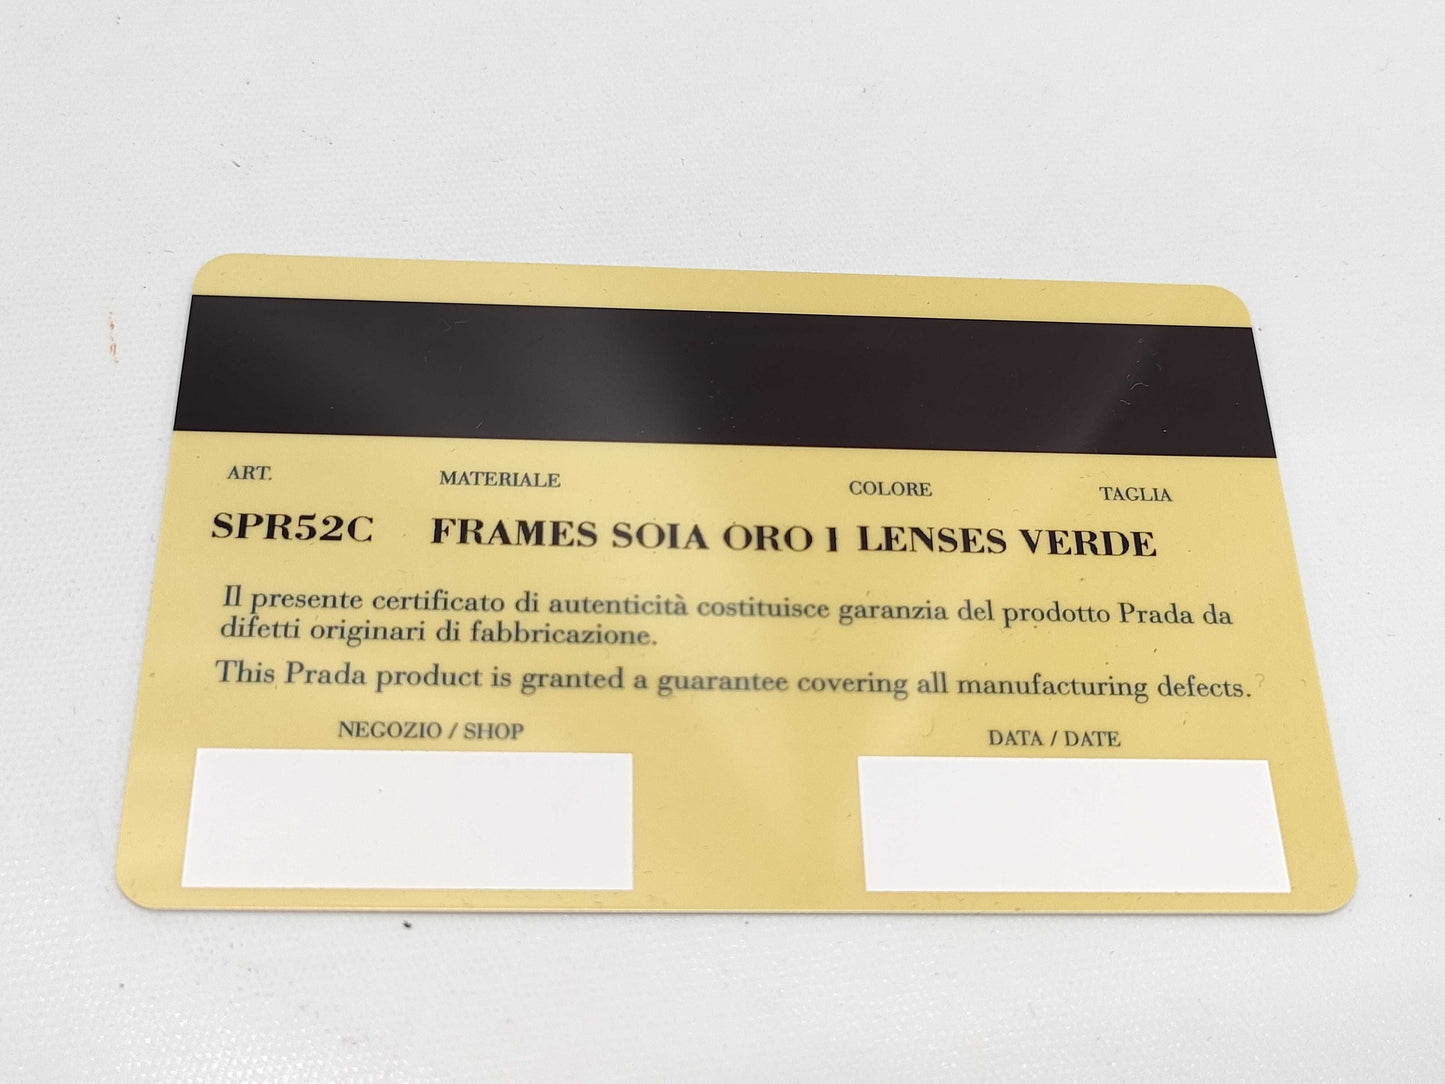 ART. MATERIALE COLORE TAGLIA
SPR52C FRAMES SOIA ORO 1 LENSES VERDE
Il presente certificato di autenticità costituisce garanzia del prodotto Prada da
difetti originari di fabbricazione.
This Prada product is granted a guarantee covering all manufacturing defects.
NEGOZIO / SHOP DATA / DATE